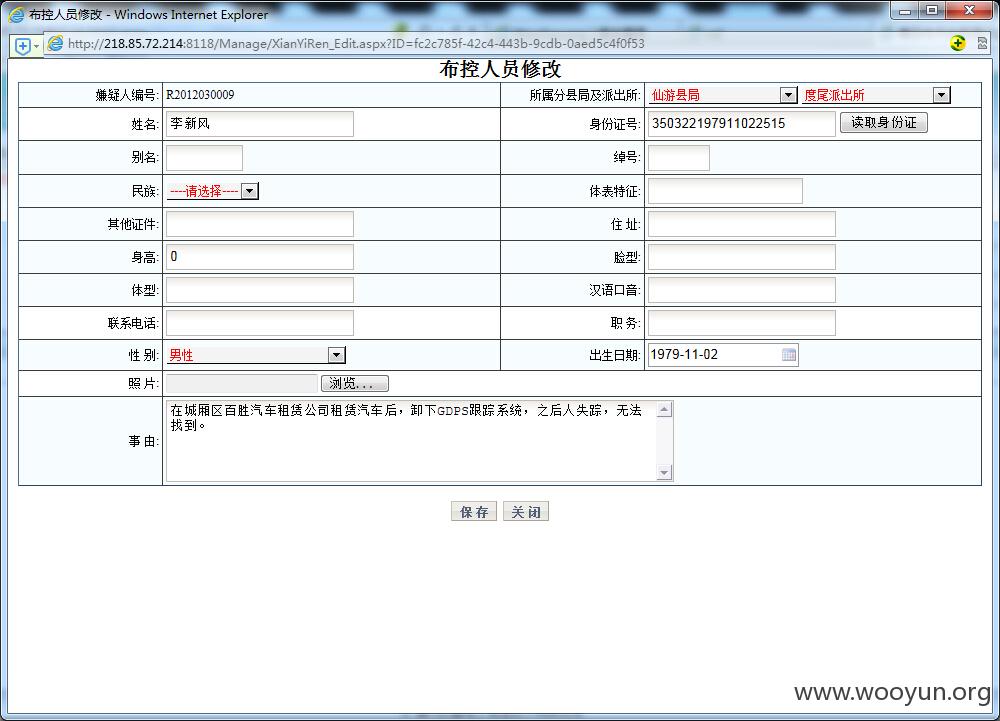 布控人员修改 - Windows Internet Explorer
http://218.85.72.214:8118/Manage/XianYiRen_Edit.aspx?ID=fc2c785f-42c4-443b-9cdb-0aed5c4f0f53
布控人员修改
嫌疑人编号: R2012030009 所属分县局及派出所: 仙游县局 度尾派出所
姓名: 李新风 身份证号: 350322197911022515 读取身份证
别名: 绰号:
民族: ----请选择---- 体表特征:
其他证件: 住 址:
身高: 0 脸型:
体型: 汉语口音:
联系电话: 职 务:
性 别: 男性 出生日期: 1979-11-02
照 片: 浏览...
事 由: 在城厢区百胜汽车租赁公司租赁汽车后，卸下GDPS跟踪系统，之后人失踪，无法
找到。
保 存 关 闭
www.wooyun.org